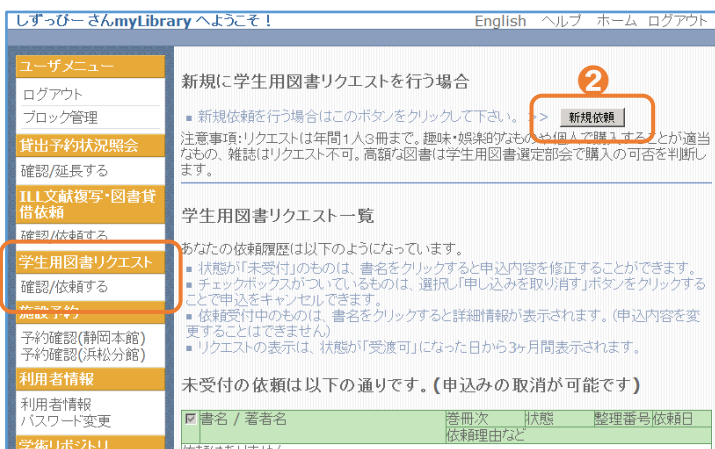 しずっぴー さんmyLibrary へようこそ！
English ヘルプ ホーム ログアウト
ユーザメニュー
ログアウト
ブロック管理
貸出予約状況照会
確認/延長する
ILL文献複写・図書貸
借依頼
確認/依頼する
学生用図書リクエスト
確認/依頼する
施設予約
予約確認(静岡本館)
予約確認(浜松分館)
利用者情報
利用者情報
パスワード変更
学術リポジトリ
新規に学生用図書リクエストを行う場合
2
■ 新規依頼を行う場合はこのボタンをクリックして下さい。 >> 新規依頼
注意事項：リクエストは年間1人3冊まで。趣味・娯楽的なものや個人で購入することが適当
なもの、雑誌はリクエスト不可。高額な図書は学生用図書選定部会で購入の可否を判断し
ます。
学生用図書リクエスト一覧
あなたの依頼履歴は以下のようになっています。
■ 状態が「未受付」のものは、書名をクリックすると申込内容を修正することができます。
■ チェックボックスがついているものは、選択し「申し込みを取り消す」ボタンをクリックする
ことで申込をキャンセルできます。
■ 依頼受付中のものは、書名をクリックすると詳細情報が表示されます。(申込内容を変
更することはできません)
■ リクエストの表示は、状態が「受渡可」になった日から3ヶ月間表示されます。
未受付の依頼は以下の通りです。(申込みの取消が可能です)
書名 / 著者名 巻冊次 状態 整理番号 依頼日
依頼理由など
依頼はありません